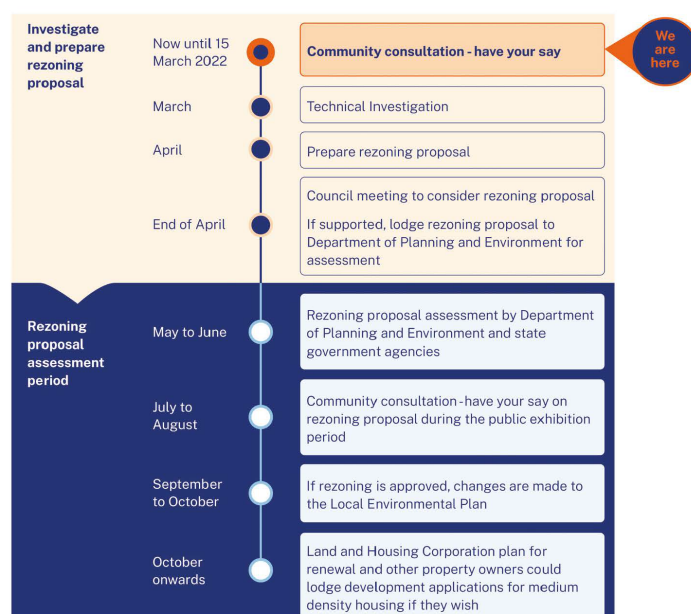 Investigate
and prepare
rezoning
proposal
Now until 15
March 2022
Community consultation - have your say
We
are
here
March
Technical Investigation
April
Prepare rezoning proposal
End of April
Council meeting to consider rezoning proposal
If supported, lodge rezoning proposal to
Department of Planning and Environment for
assessment
Rezoning
proposal
assessment
period
May to June
Rezoning proposal assessment by Department
of Planning and Environment and state
government agencies
July to
August
Community consultation - have your say on
rezoning proposal during the public exhibition
period
September
to October
If rezoning is approved, changes are made to
the Local Environmental Plan
October
onwards
Land and Housing Corporation plan for
renewal and other property owners could
lodge development applications for medium
density housing if they wish